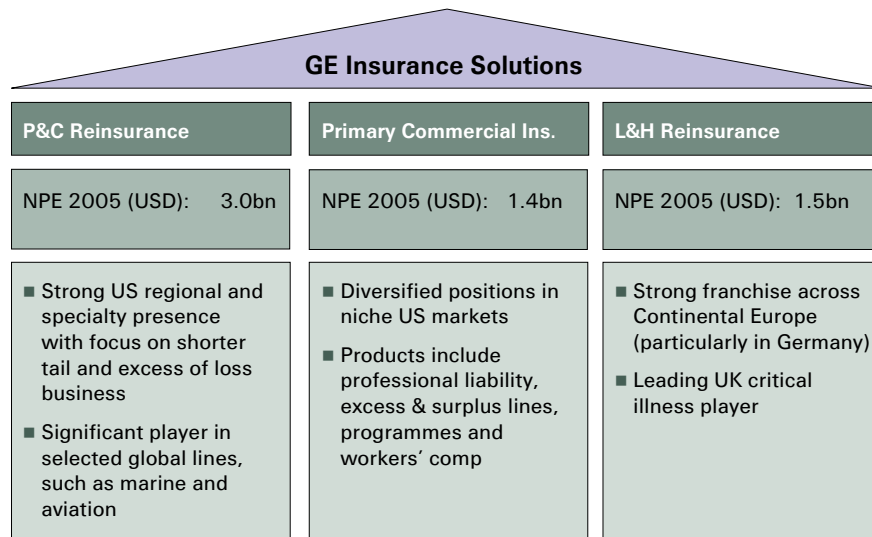 GE Insurance Solutions
P&C Reinsurance
NPE 2005 (USD): 3.0bn
■ Strong US regional and
specialty presence
with focus on shorter
tail and excess of loss
business
■ Significant player in
selected global lines,
such as marine and
aviation
Primary Commercial Ins.
NPE 2005 (USD): 1.4bn
■ Diversified positions in
niche US markets
■ Products include
professional liability,
excess & surplus lines,
programmes and
workers’ comp
L&H Reinsurance
NPE 2005 (USD): 1.5bn
■ Strong franchise across
Continental Europe
(particularly in Germany)
■ Leading UK critical
illness player